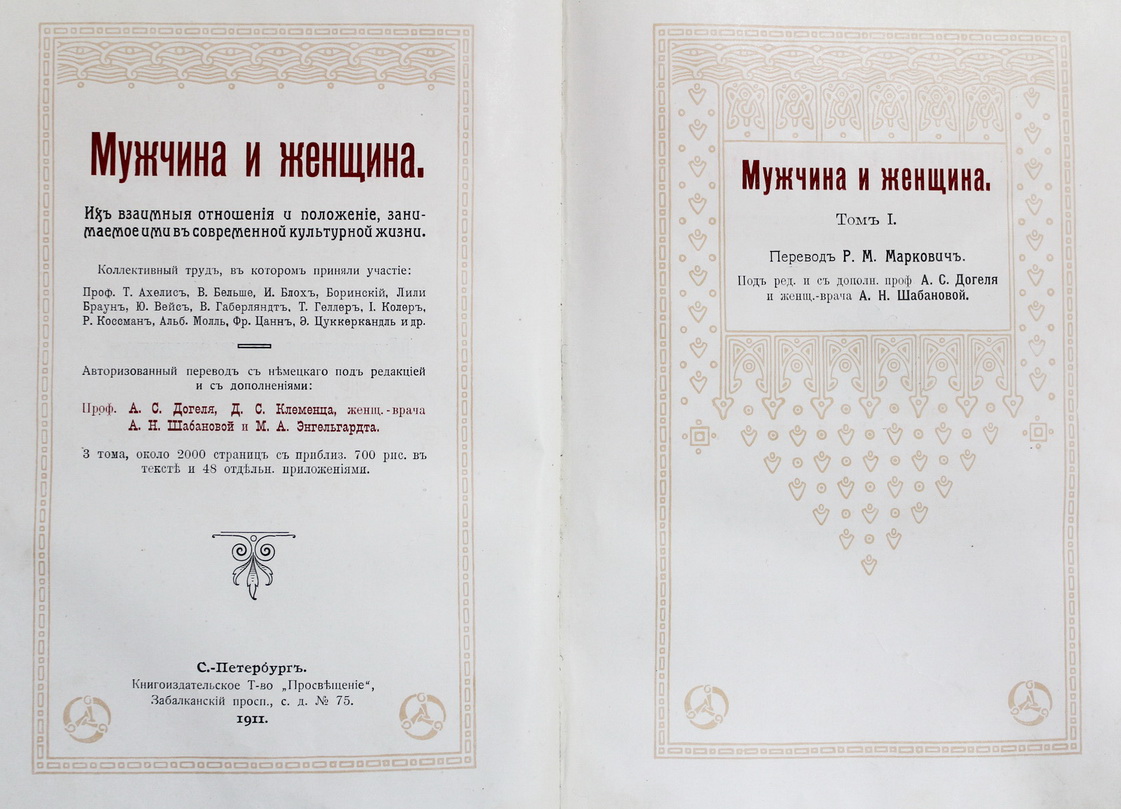 Мужчина и женщина.
Ихъ взаимныя отношенія и положеніе, зани-
маемое ими въ современной культурной жизни.
Коллективный трудъ, въ которомъ приняли участіе:
Проф. Т. Ахелисъ, В. Бельше, И. Блохъ, Боринскій, Лили
Браунъ, Ю. Вейсъ, В. Габерляндтъ, Т. Геллеръ, І. Колеръ,
Р. Коссманъ, Альб. Молль, Фр. Цаннъ, Э. Цуккеркандль и др.
Авторизованный переводъ съ нѣмецкаго подъ редакціей
и съ дополненіями:
Проф. А. С. Догеля, Д. С. Клеменца, женщ.-врача
А. Н. Шабановой и М. А. Энгельгардта.
3 тома, около 2000 страницъ съ приблиз. 700 рис. въ
текстѣ и 48 отдѣльн. приложеніями.
С.-Петербургъ.
Книгоиздательское Т-во „Просвѣщеніе“,
Забалканскій просп., с. д. № 75.
1911.
Мужчина и женщина.
Томъ I.
Переводъ Р. М. Марковичъ.
Подъ ред. и съ дополн. проф А. С. Догеля
и женщ.-врача А. Н. Шабановой.